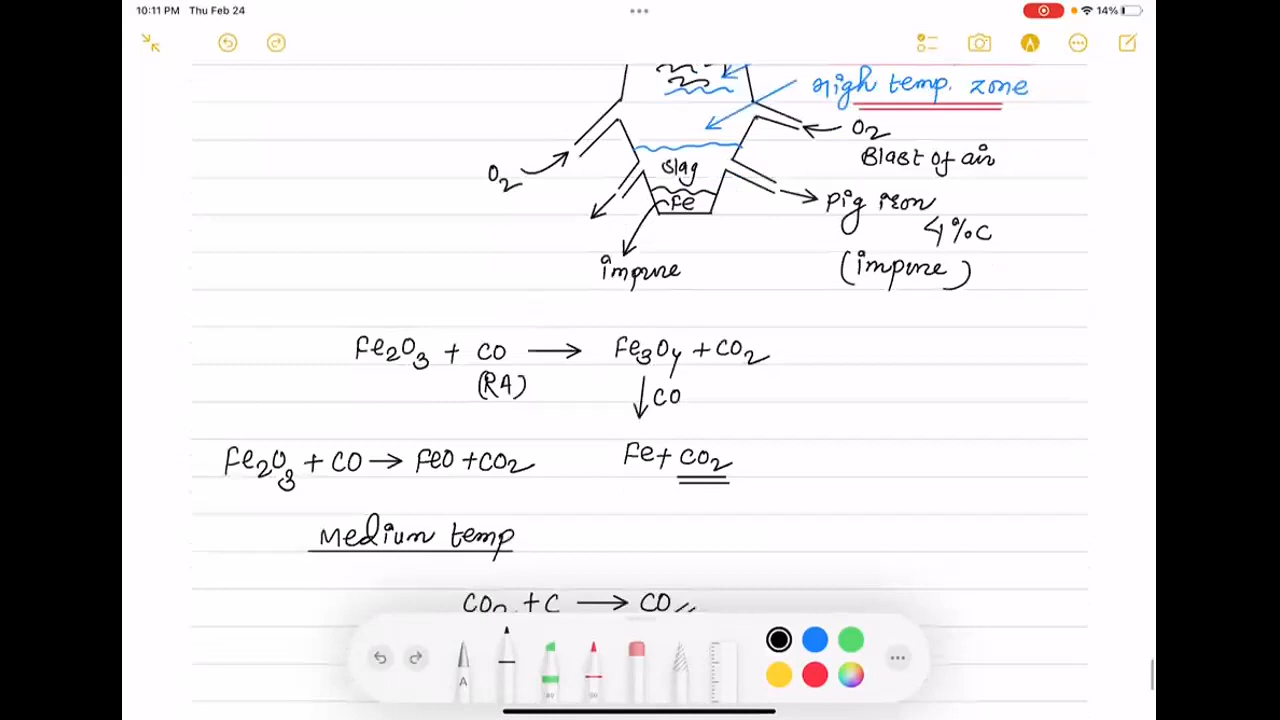 10:11 PM Thu Feb 24
14%
High temp. zone
O2
Blast of air
O2
slag
Fe
pig iron
4%C
impure
(impure)
Fe2O3 + CO → Fe3O4 + CO2
(RA)
↓CO
Fe2O3 + CO → FeO + CO2
Fe + CO2
Medium temp
CO2 + C → CO
A